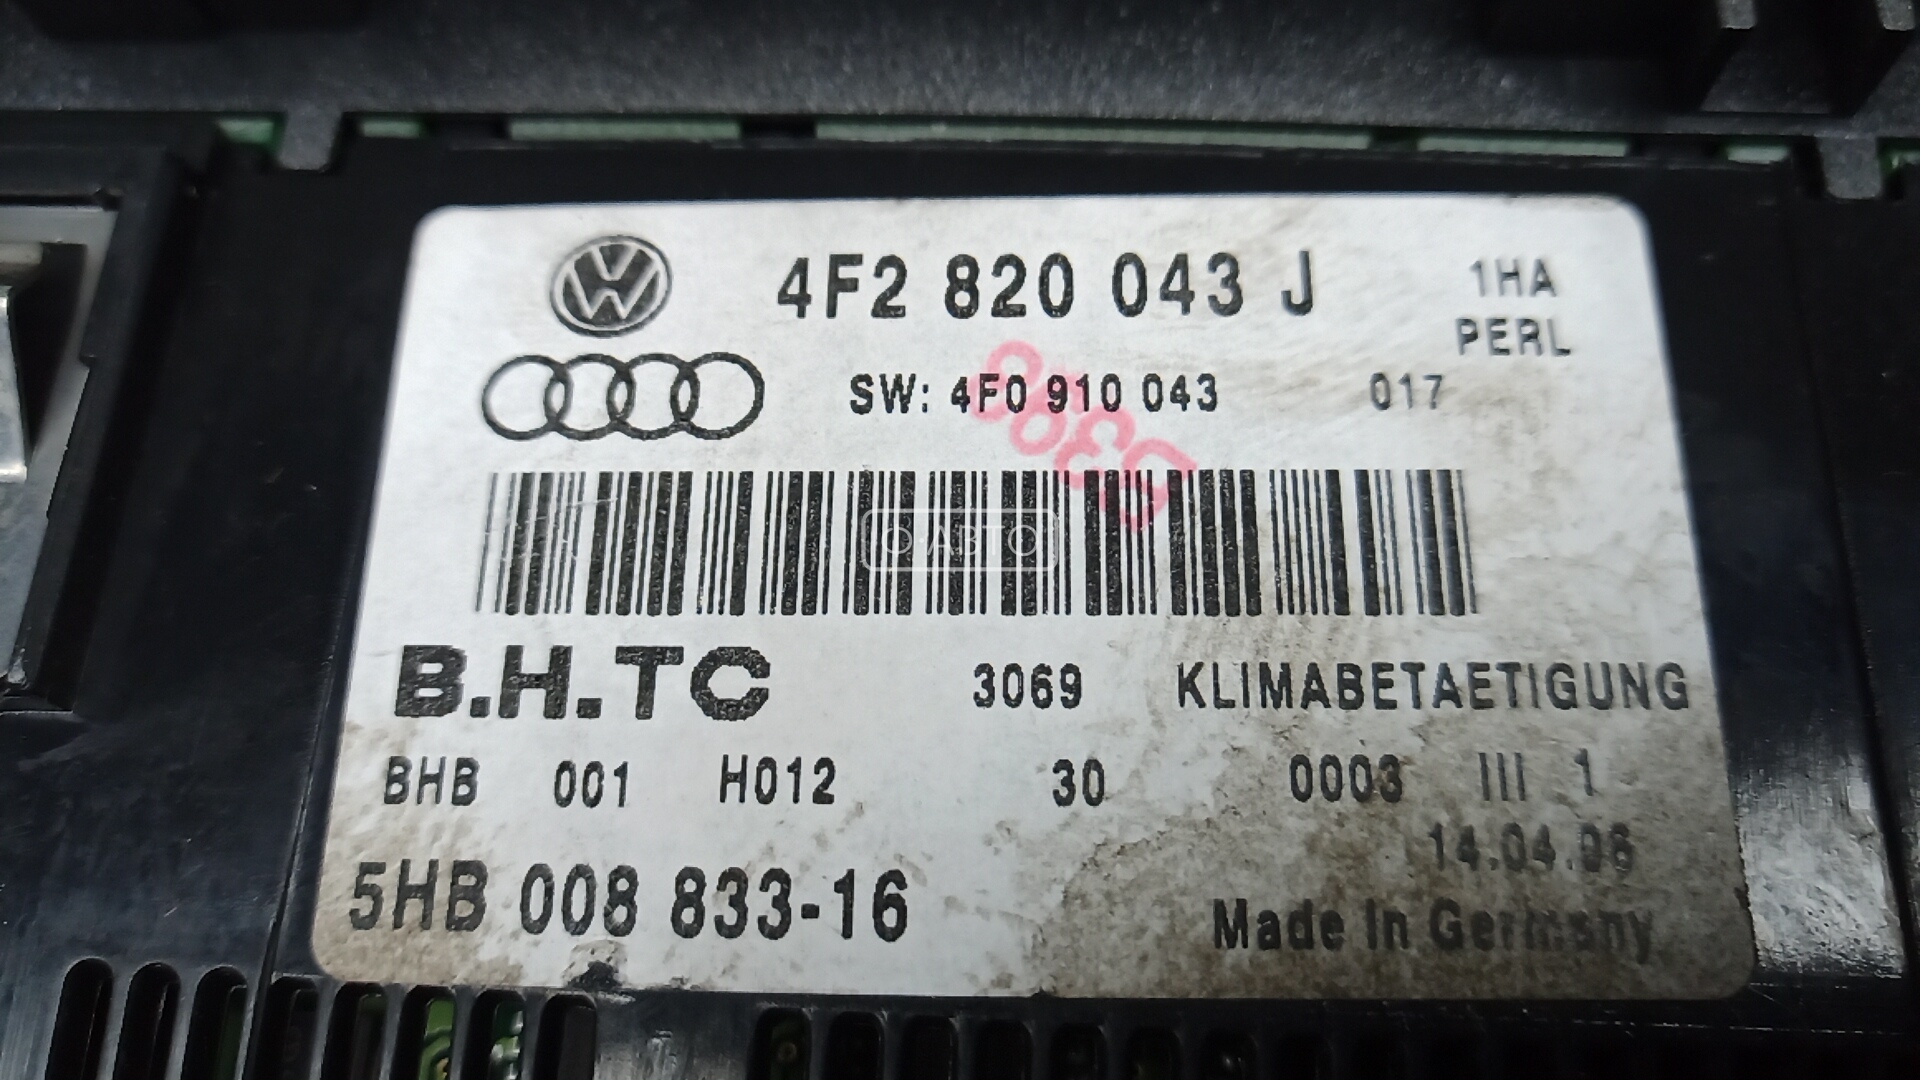 4F2 820 043 J
1HA
PERL
SW: 4F0 910 043 017
О·АВТО
B.H.TC 3069 KLIMABETAETIGUNG
BHB 001 H012 30 0003 III 1
14.04.06
5HB 008 833-16
Made In Germany